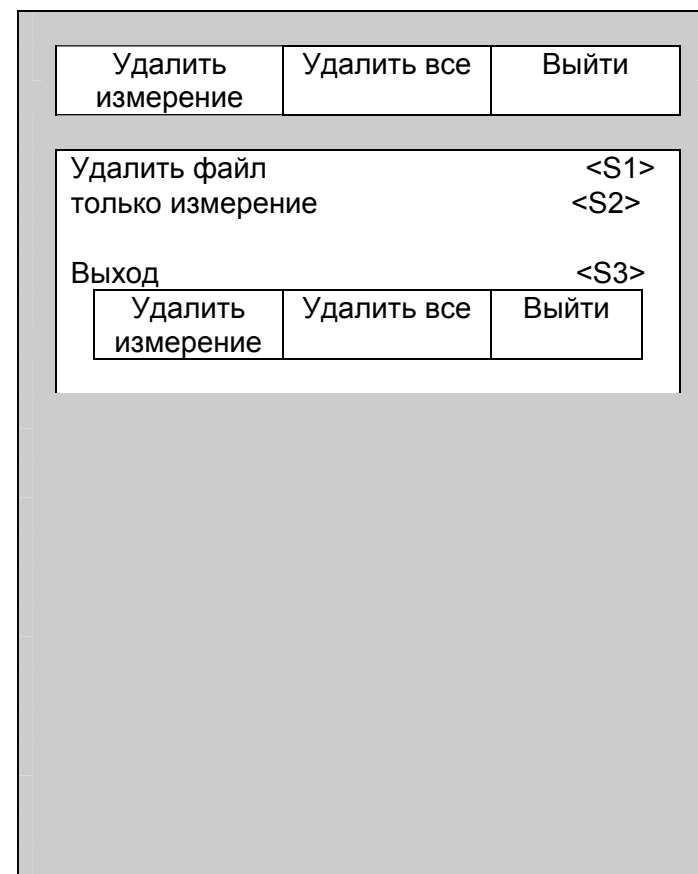 Удалить измерение Удалить все Выйти
Удалить файл <S1>
только измерение <S2>
Выход <S3>
Удалить измерение Удалить все Выйти